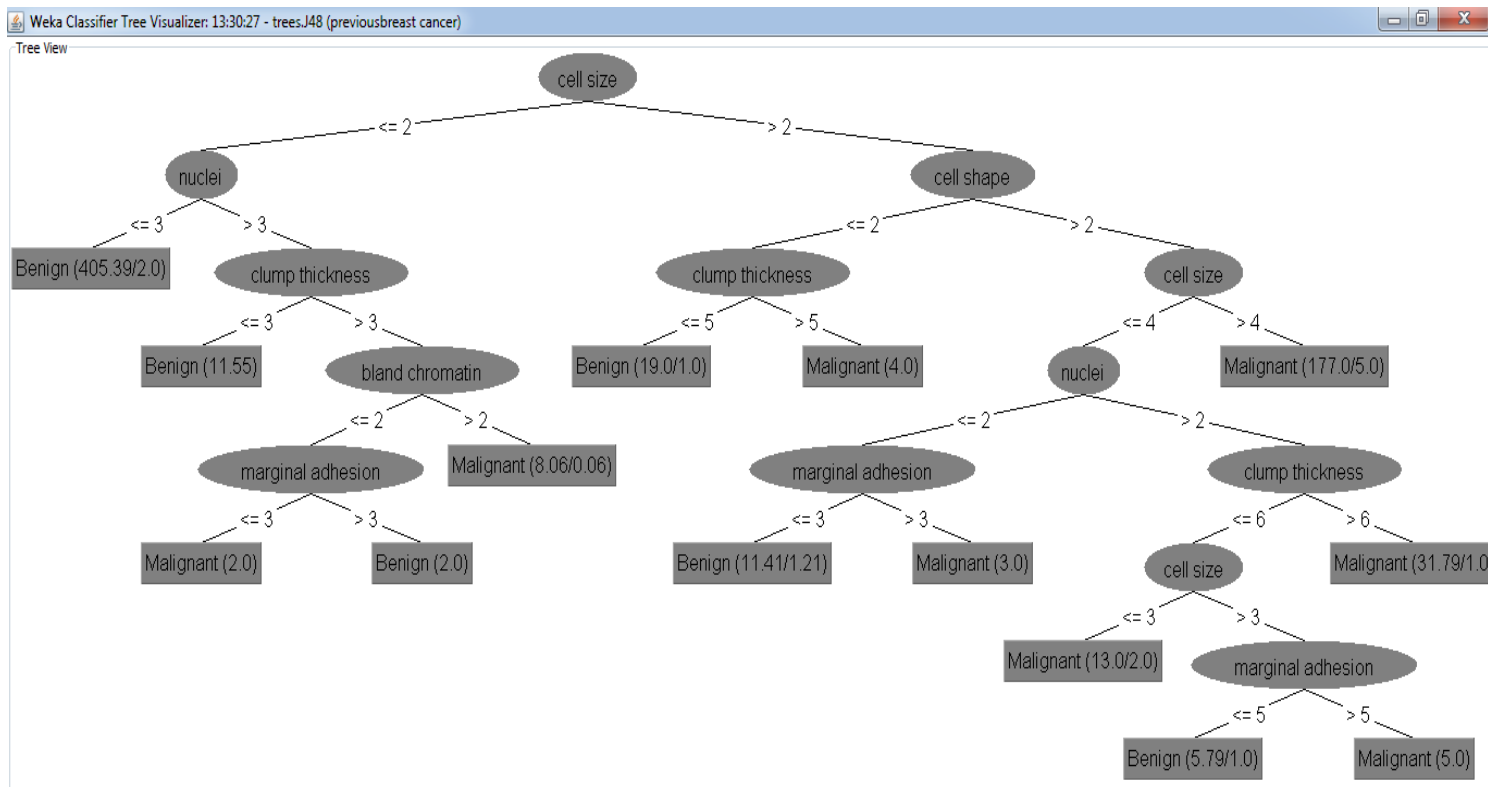 Weka Classifier Tree Visualizer: 13:30:27 - trees.J48 (previousbreast cancer)
Tree View
cell size
<= 2 > 2
nuclei cell shape
<= 3 > 3 <= 2 > 2
Benign (405.39/2.0) clump thickness clump thickness cell size
<= 3 > 3 <= 5 > 5 <= 4 > 4
Benign (11.55) bland chromatin Benign (19.0/1.0) Malignant (4.0) nuclei Malignant (177.0/5.0)
<= 2 > 2 <= 2 > 2
marginal adhesion Malignant (8.06/0.06) marginal adhesion clump thickness
<= 3 > 3 <= 3 > 3 <= 6 > 6
Malignant (2.0) Benign (2.0) Benign (11.41/1.21) Malignant (3.0) cell size Malignant (31.79/1.0
<= 3 > 3
Malignant (13.0/2.0) marginal adhesion
<= 5 > 5
Benign (5.79/1.0) Malignant (5.0)